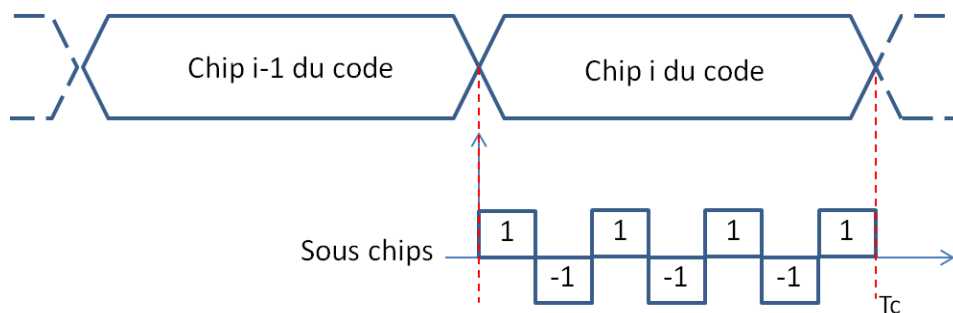 Chip i-1 du code Chip i du code
1 1 1 1
Sous chips
-1 -1 -1
Tc